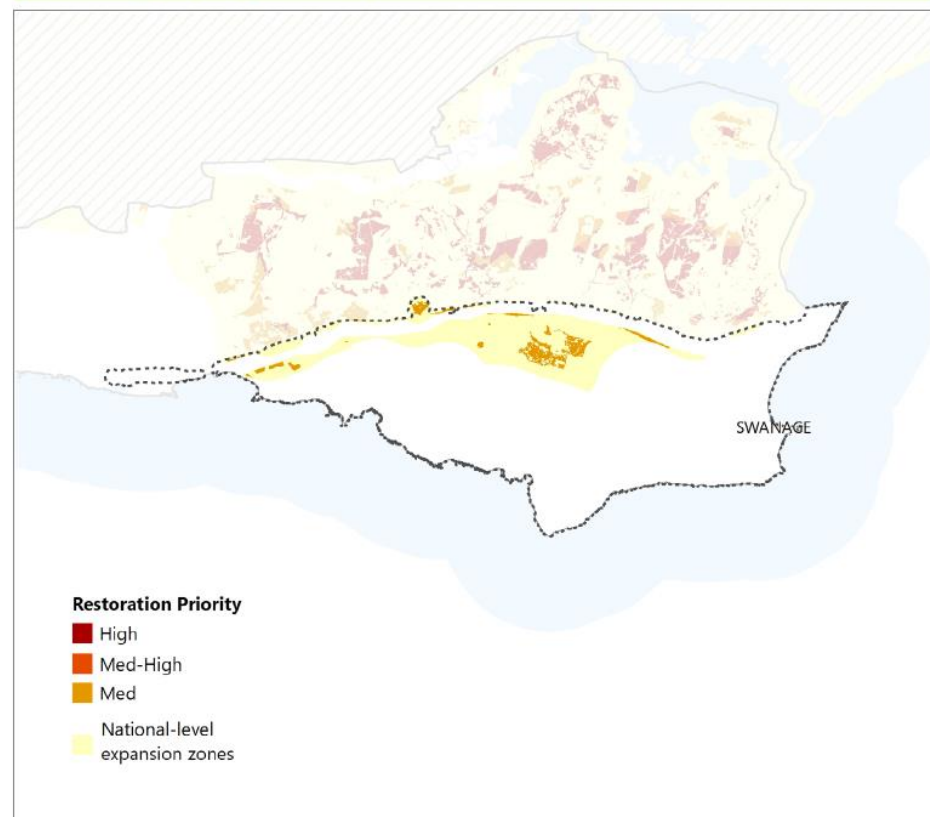 SWANAGE
Restoration Priority
High
Med-High
Med
National-level
expansion zones